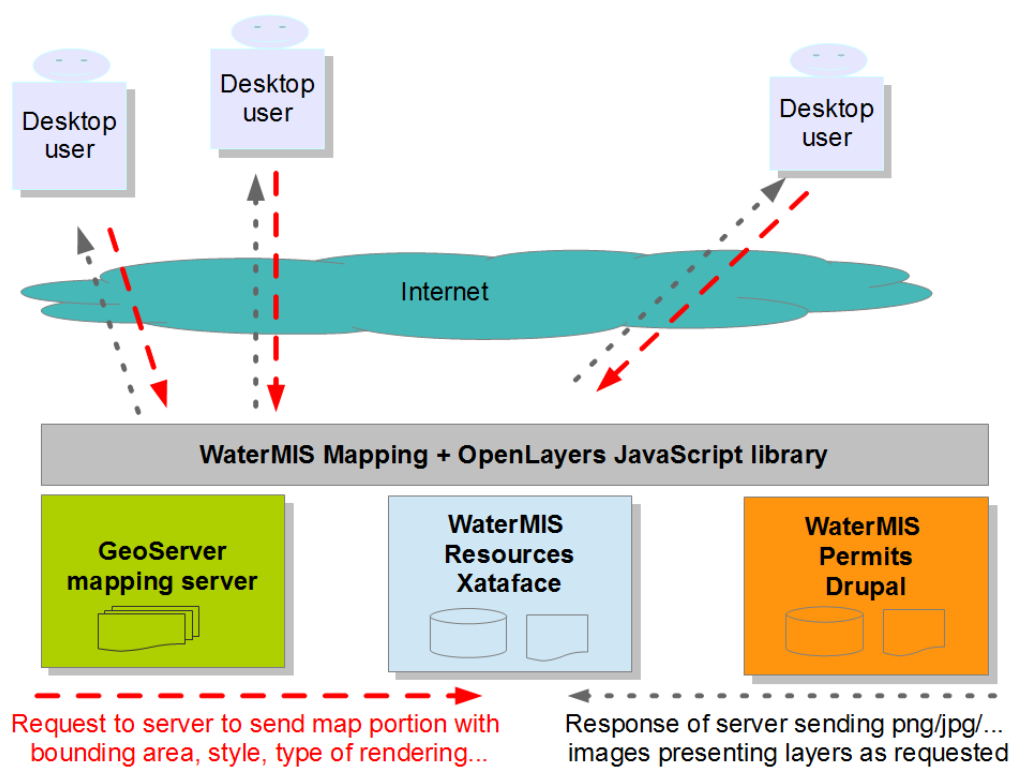 Desktop
user
Desktop
user
Desktop
user
Internet
WaterMIS Mapping + OpenLayers JavaScript library
GeoServer
mapping server
WaterMIS
Resources
Xataface
WaterMIS
Permits
Drupal
Request to server to send map portion with
bounding area, style, type of rendering...
Response of server sending png/jpg/...
images presenting layers as requested